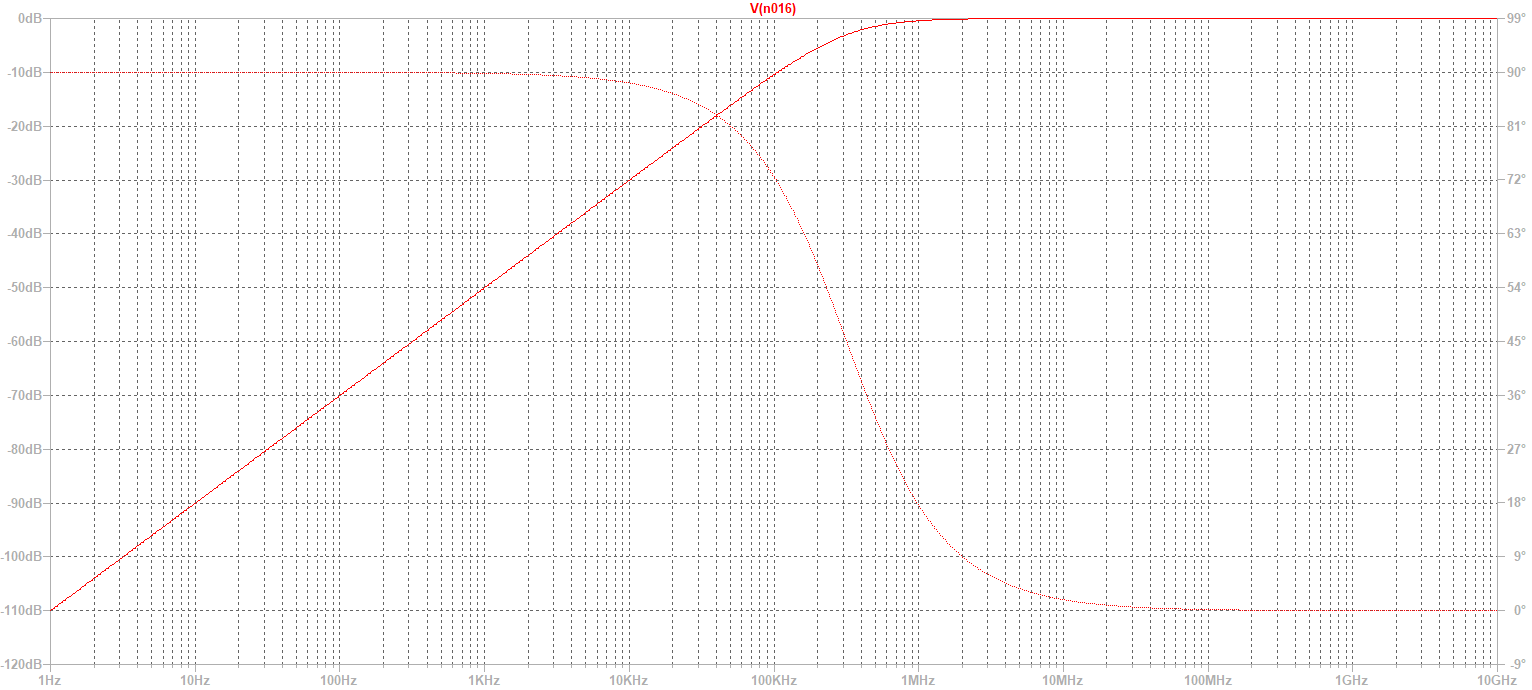 V(n016)
0dB 99°
-10dB 90°
-20dB 81°
-30dB 72°
-40dB 63°
-50dB 54°
-60dB 45°
-70dB 36°
-80dB 27°
-90dB 18°
-100dB 9°
-110dB 0°
-120dB -9°
1Hz 10Hz 100Hz 1KHz 10KHz 100KHz 1MHz 10MHz 100MHz 1GHz 10GHz